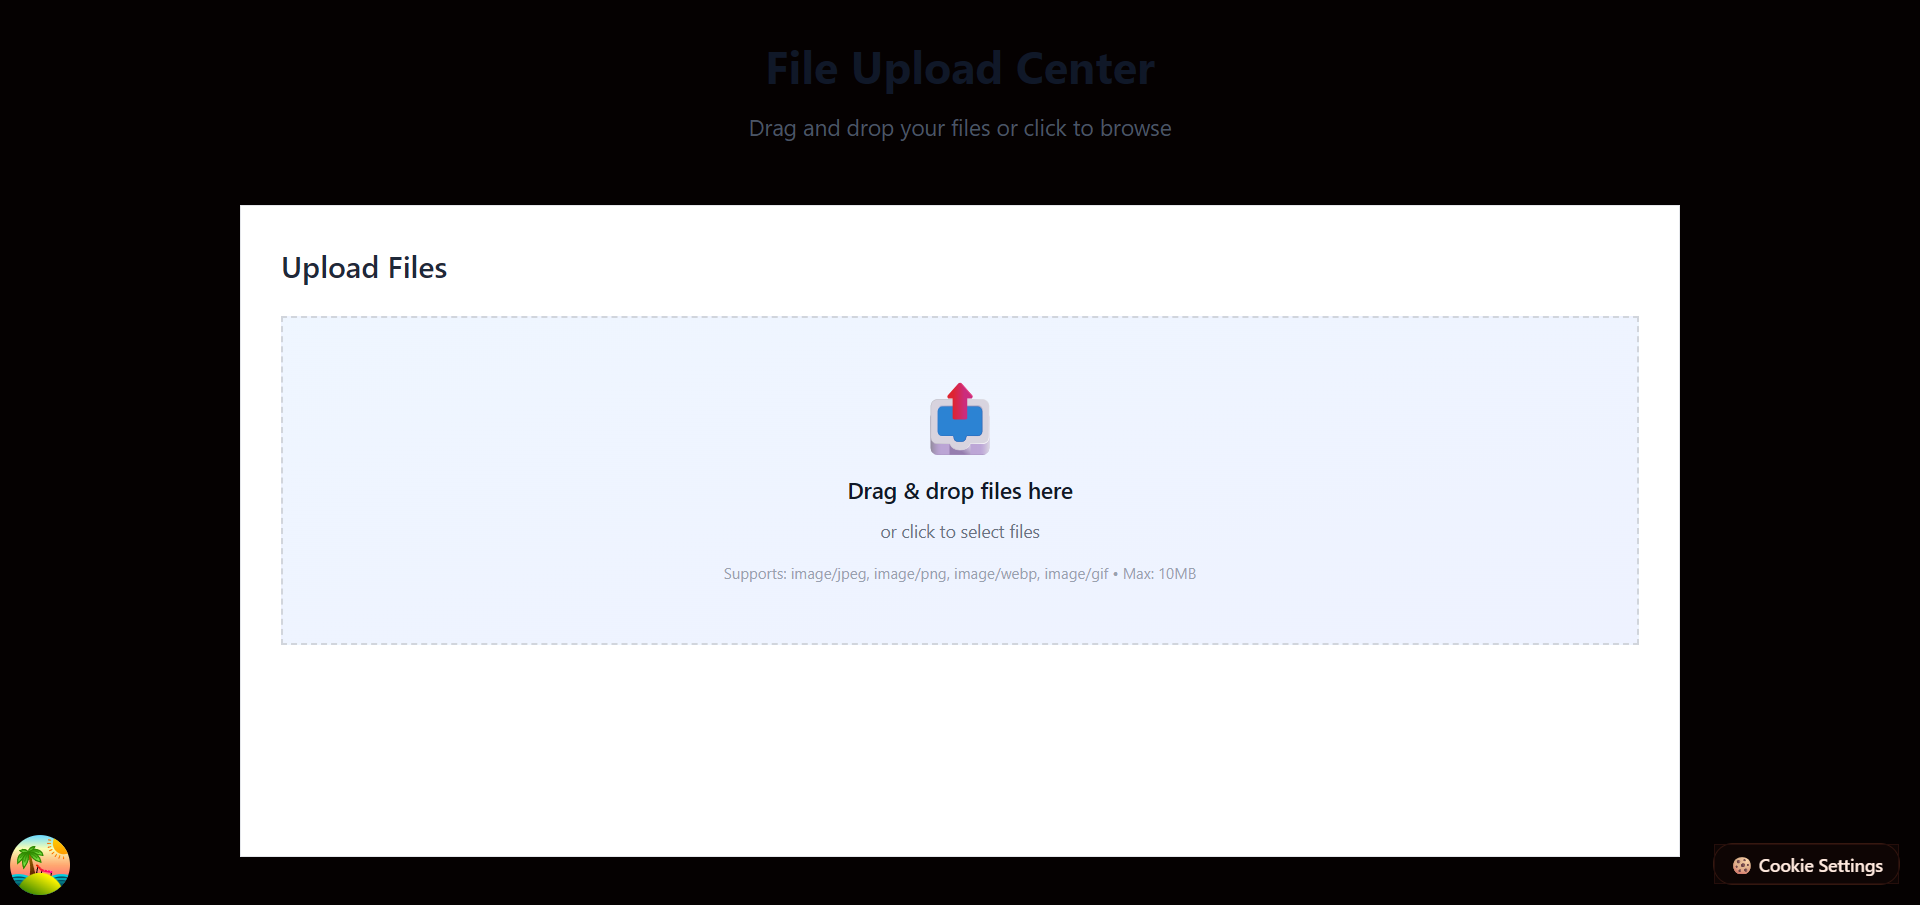 File Upload Center
Drag and drop your files or click to browse
Upload Files
Drag & drop files here
or click to select files
Supports: image/jpeg, image/png, image/webp, image/gif • Max: 10MB
Cookie Settings